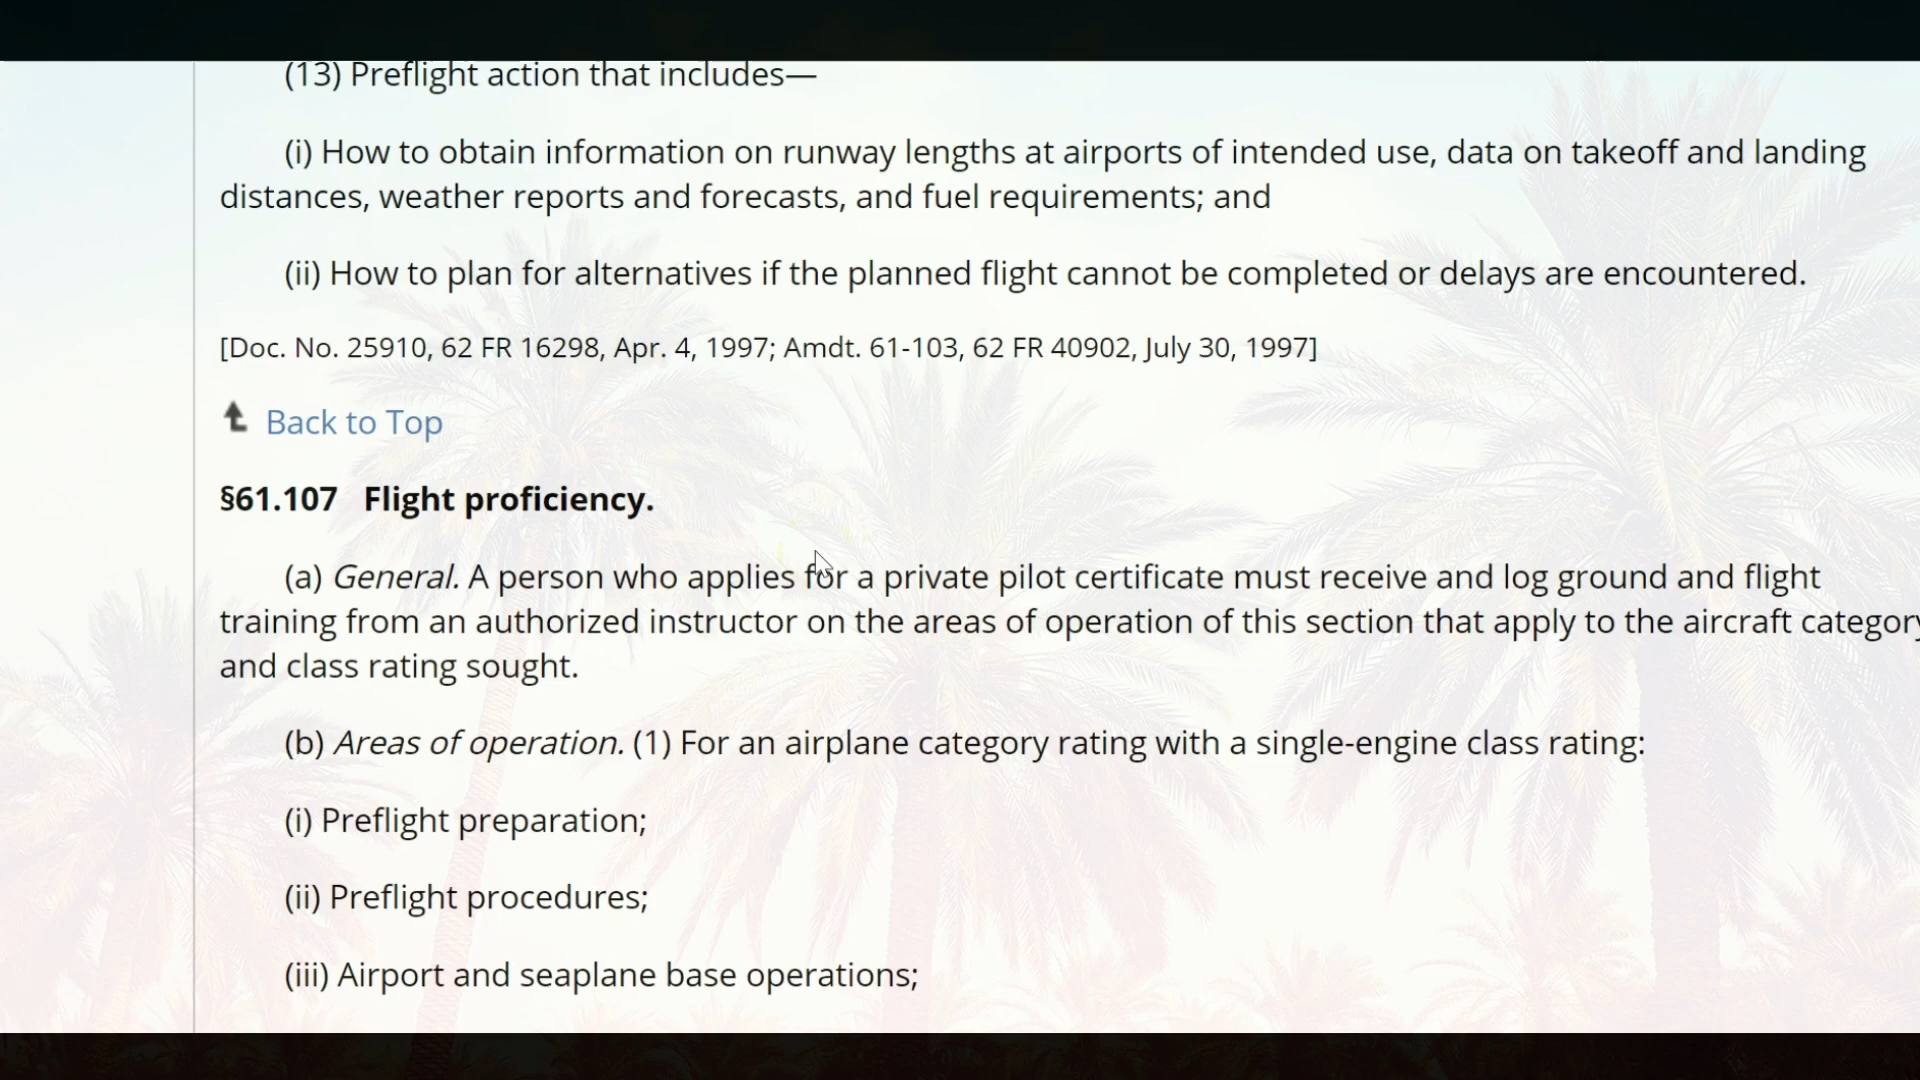 (13) Preflight action that includes—
(i) How to obtain information on runway lengths at airports of intended use, data on takeoff and landing
distances, weather reports and forecasts, and fuel requirements; and
(ii) How to plan for alternatives if the planned flight cannot be completed or delays are encountered.
[Doc. No. 25910, 62 FR 16298, Apr. 4, 1997; Amdt. 61-103, 62 FR 40902, July 30, 1997]
Back to Top
§61.107 Flight proficiency.
(a) General. A person who applies for a private pilot certificate must receive and log ground and flight
training from an authorized instructor on the areas of operation of this section that apply to the aircraft category
and class rating sought.
(b) Areas of operation. (1) For an airplane category rating with a single-engine class rating:
(i) Preflight preparation;
(ii) Preflight procedures;
(iii) Airport and seaplane base operations;